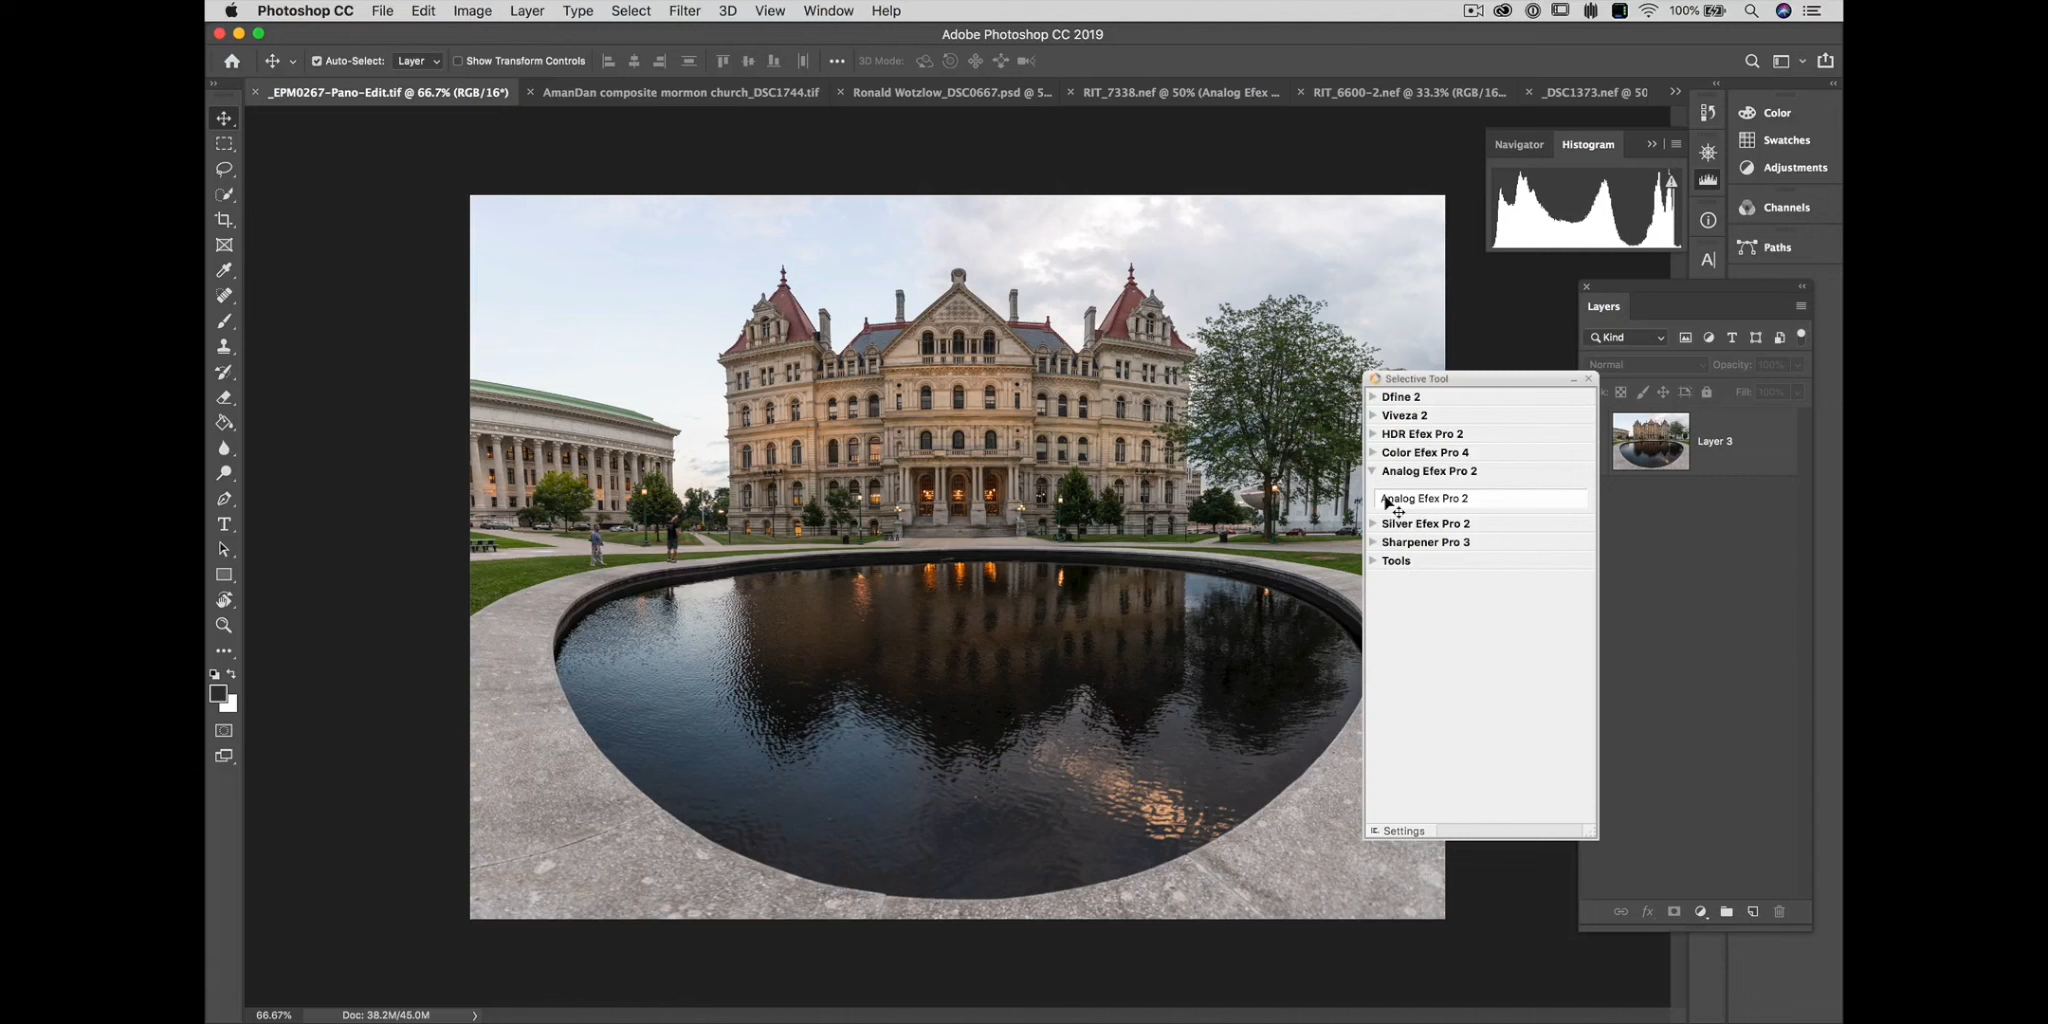 Photoshop CC File Edit Image Layer Type Select Filter 3D View Window Help 100%
Adobe Photoshop CC 2019
Auto-Select: Layer Show Transform Controls 3D Mode:
_EPM0267-Pano-Edit.tif @ 66.7% (RGB/16*) AmanDan composite mormon church_DSC1744.tif Ronald Wotzlow_DSC0667.psd @ 5... RIT_7338.nef @ 50% (Analog Efex ... RIT_6600-2.nef @ 33.3% (RGB/16... _DSC1373.nef @ 50
Color
Navigator Histogram
Swatches
Adjustments
Channels
Paths
Layers
Kind
Normal Opacity: 100%
Fill: 100%
Layer 3
Selective Tool
Dfine 2
Viveza 2
HDR Efex Pro 2
Color Efex Pro 4
Analog Efex Pro 2
Analog Efex Pro 2
Silver Efex Pro 2
Sharpener Pro 3
Tools
Settings
66.67% Doc: 38.2M/45.0M